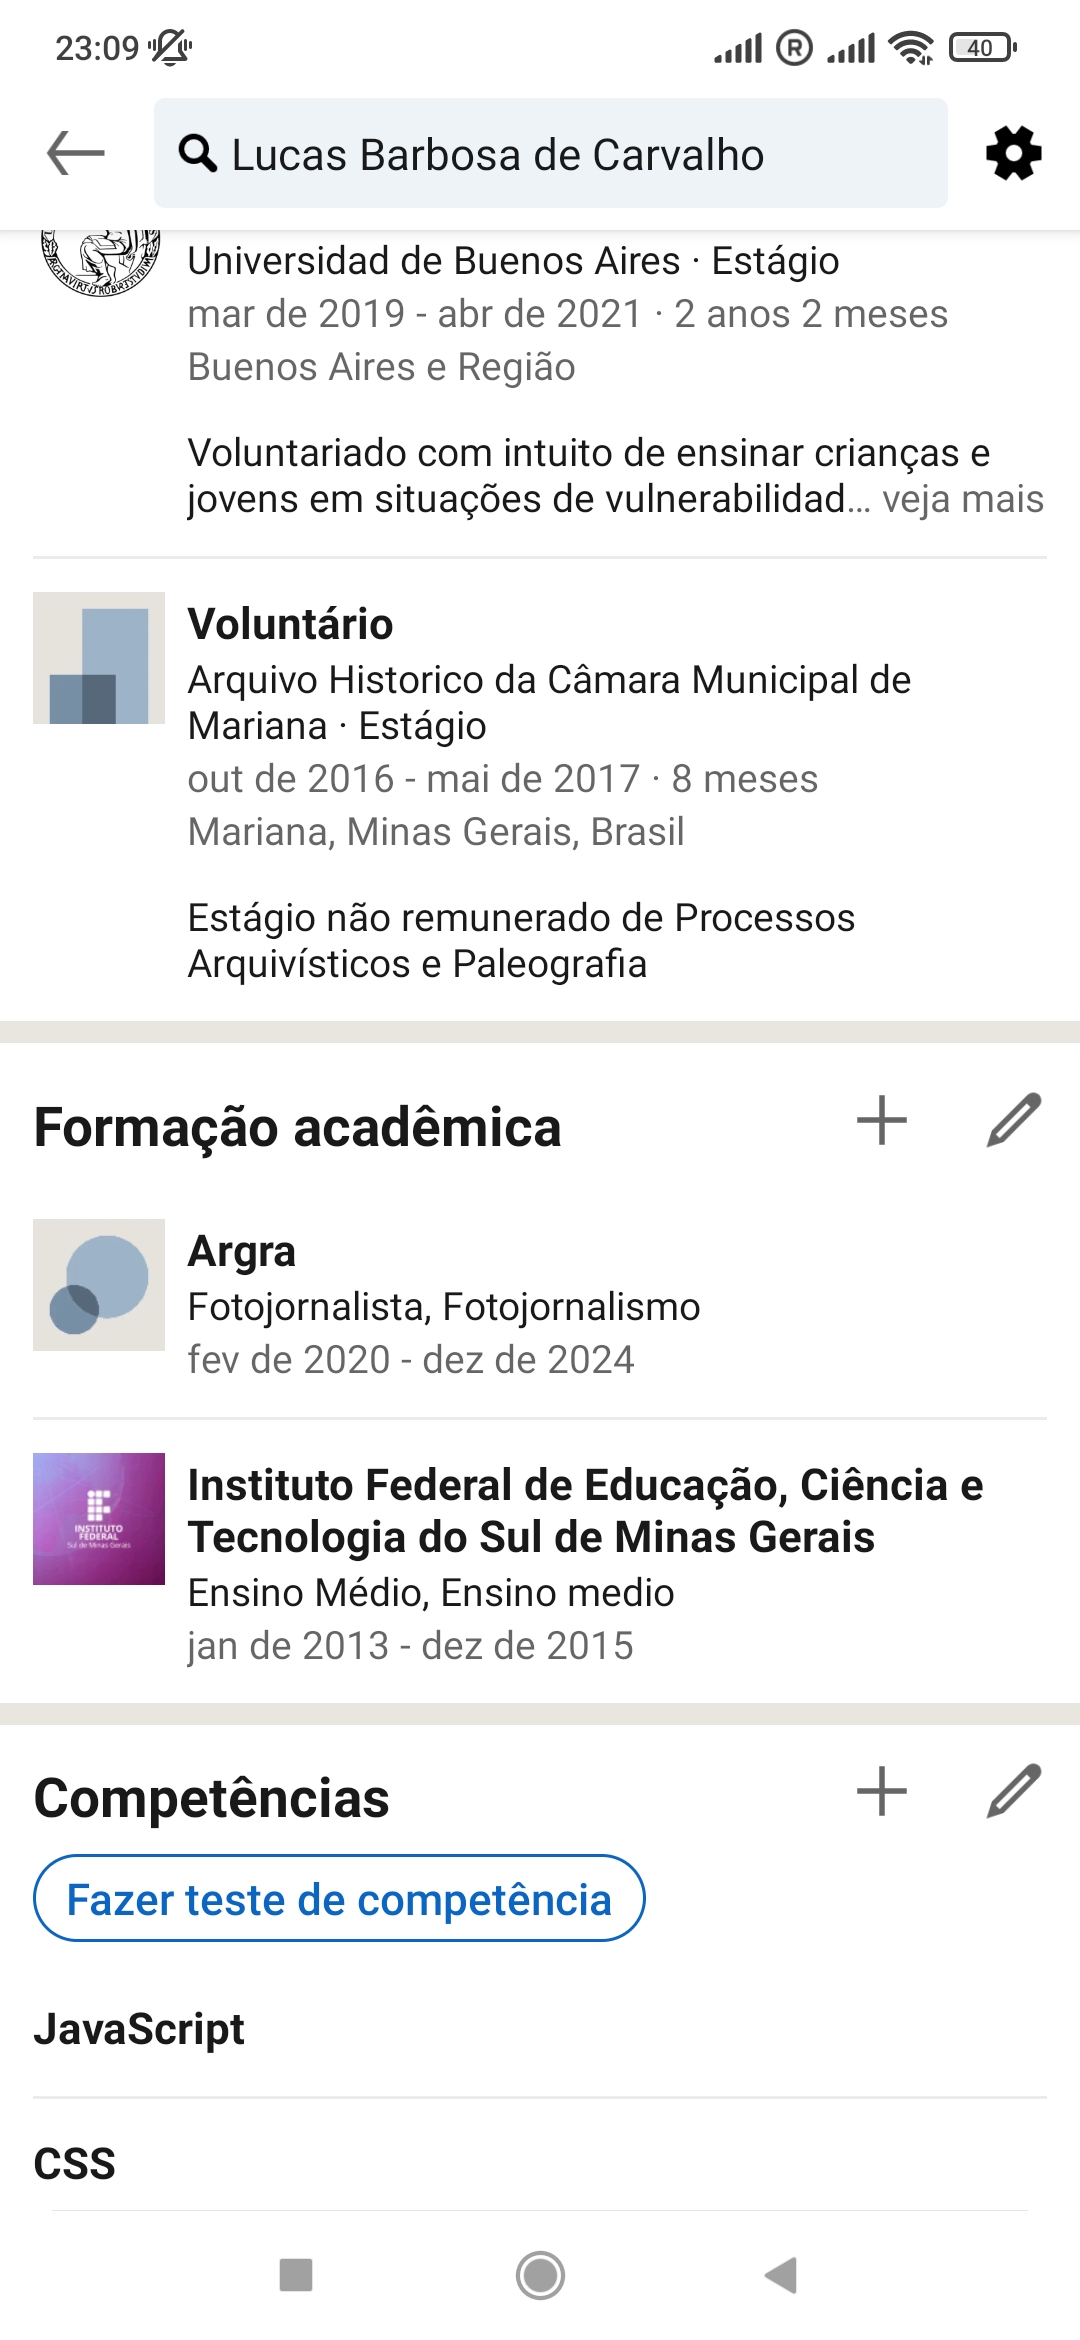 23:09
R
40
Lucas Barbosa de Carvalho
Universidad de Buenos Aires · Estágio
mar de 2019 - abr de 2021 · 2 anos 2 meses
Buenos Aires e Região
Voluntariado com intuito de ensinar crianças e
jovens em situações de vulnerabilidad... veja mais
Voluntário
Arquivo Historico da Câmara Municipal de
Mariana · Estágio
out de 2016 - mai de 2017 · 8 meses
Mariana, Minas Gerais, Brasil
Estágio não remunerado de Processos
Arquivísticos e Paleografia
Formação acadêmica
Argra
Fotojornalista, Fotojornalismo
fev de 2020 - dez de 2024
INSTITUTO
FEDERAL
Sul de Minas Gerais
Instituto Federal de Educação, Ciência e
Tecnologia do Sul de Minas Gerais
Ensino Médio, Ensino medio
jan de 2013 - dez de 2015
Competências
Fazer teste de competência
JavaScript
CSS